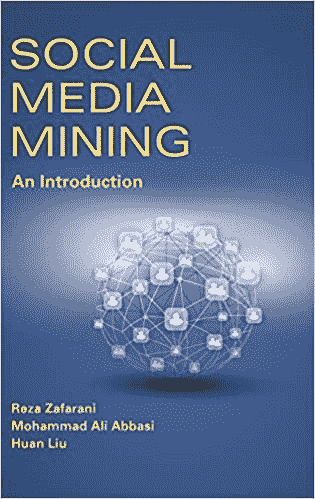 SOCIAL
MEDIA
MINING
An Introduction
Reza Zafarani
Mohammad Ali Abbasi
Huan Liu